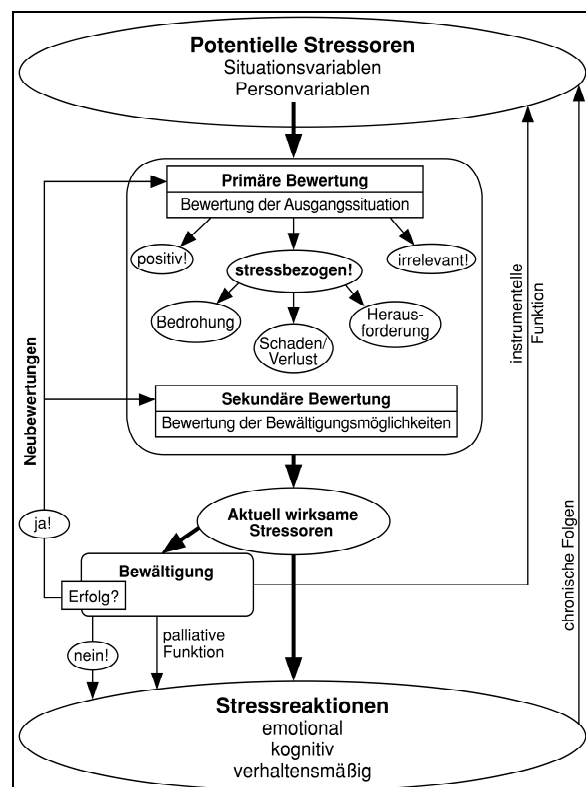 Potentielle Stressoren
Situationsvariablen
Personvariablen
Primäre Bewertung
Bewertung der Ausgangssituation
positiv!
irrelevant!
stressbezogen!
Bedrohung
Schaden/
Verlust
Heraus-
forderung
Sekundäre Bewertung
Bewertung der Bewältigungsmöglichkeiten
Neubewertungen
instrumentelle
Funktion
chronische Folgen
Aktuell wirksame
Stressoren
ja!
Bewältigung
Erfolg?
nein!
palliative
Funktion
Stressreaktionen
emotional
kognitiv
verhaltensmäßig